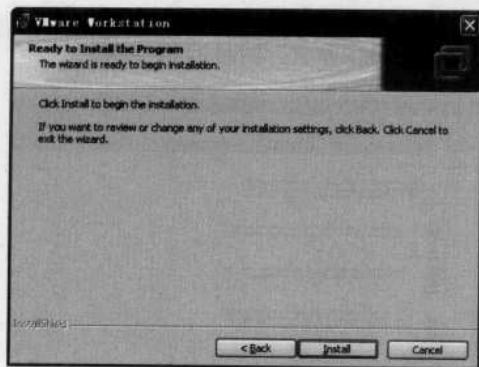 VMware Workstation
Ready to Install the Program
The wizard is ready to begin installation.
Click Install to begin the installation.
If you want to review or change any of your installation settings, click Back. Click Cancel to
exit the wizard.
InstallShield
< Back
Install
Cancel